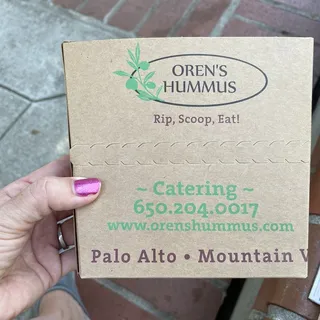 OREN'S
HUMMUS
Rip, Scoop, Eat!
~ Catering ~
650.204.0017
www.orenshummus.com
Palo Alto • Mountain V